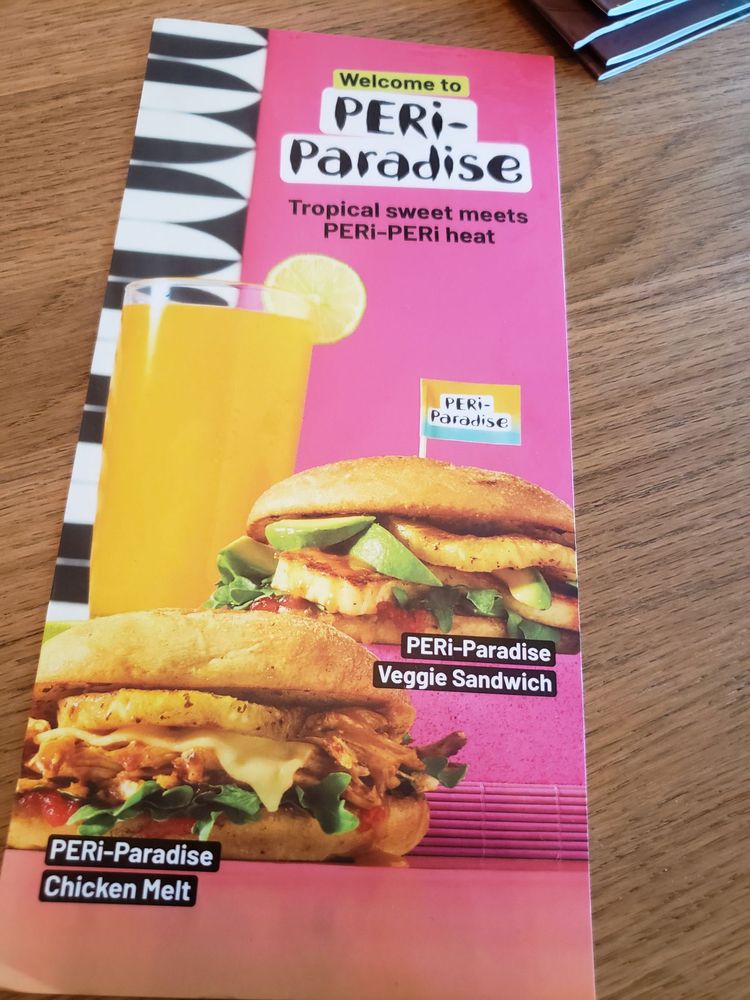 Welcome to
PERi-
Paradise
Tropical sweet meets
PERi-PERi heat
PERi-
Paradise
PERi-Paradise
Veggie Sandwich
PERi-Paradise
Chicken Melt